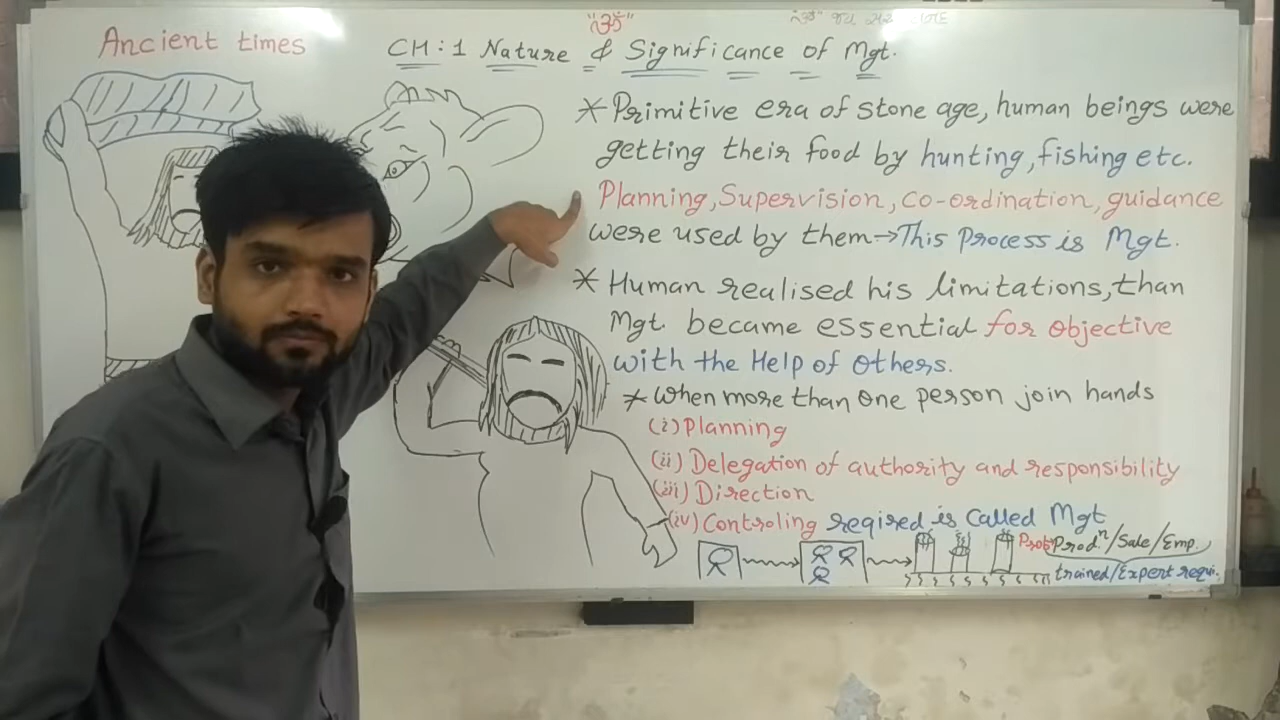 "ૐ"
Ancient times
CH:1 Nature & Significance of Mgt.
* Primitive era of stone age, human beings were
getting their food by hunting, fishing etc.
Planning, Supervision, co-ordination, guidance
were used by them→This Process is Mgt.
* Human realised his limitations, than
Mgt. became essential for objective
with the Help of Others.
* When more than one person join hands
(i) Planning
(ii) Delegation of authority and responsibility
(iii) Direction
(iv) Controling reqired is Called Mgt
Prodⁿ/Sale/Emp.
trained/Expert requi.